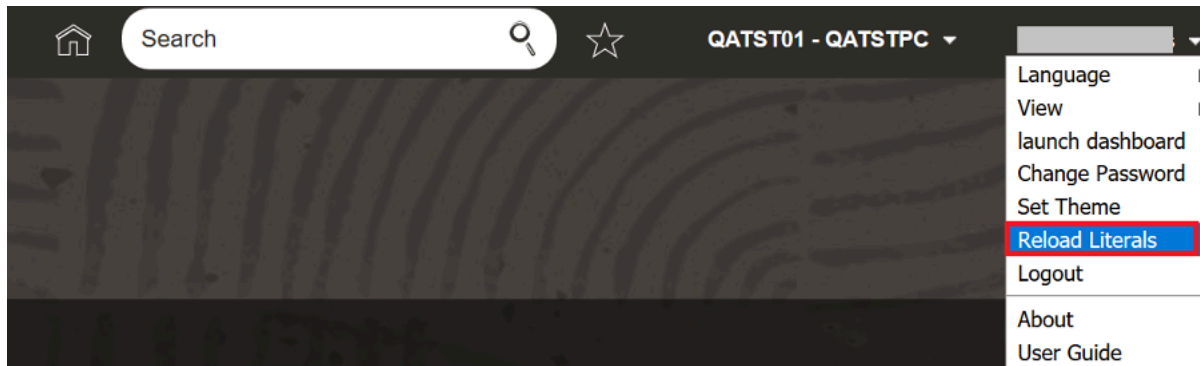 Search
QATST01 - QATSTPC
Language
View
launch dashboard
Change Password
Set Theme
Reload Literals
Logout
About
User Guide